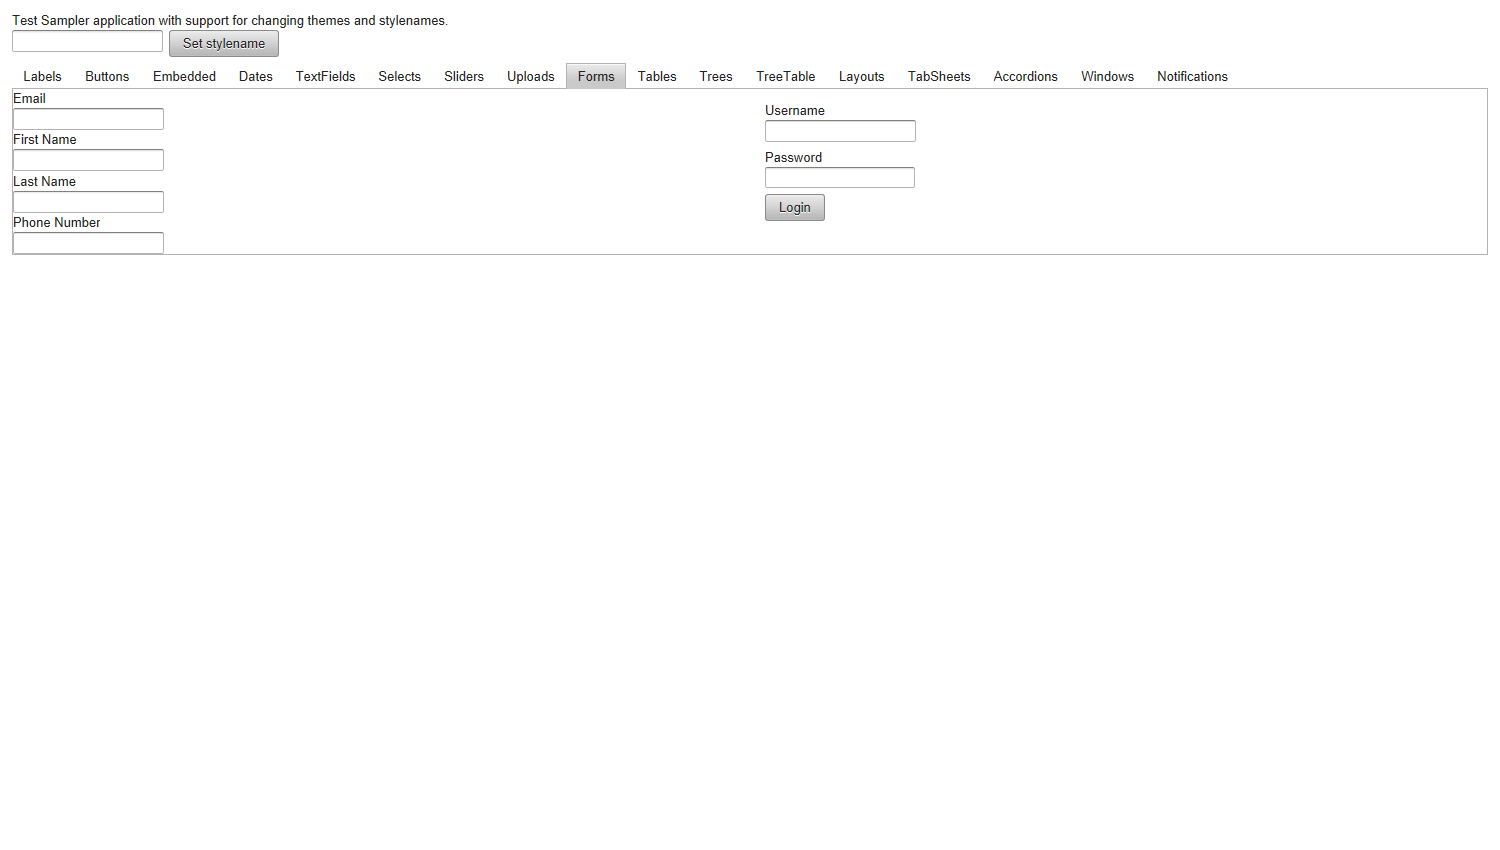 Test Sampler application with support for changing themes and stylenames.
Set stylename
Labels Buttons Embedded Dates TextFields Selects Sliders Uploads Forms Tables Trees TreeTable Layouts TabSheets Accordions Windows Notifications
Email
First Name
Last Name
Phone Number
Username
Password
Login